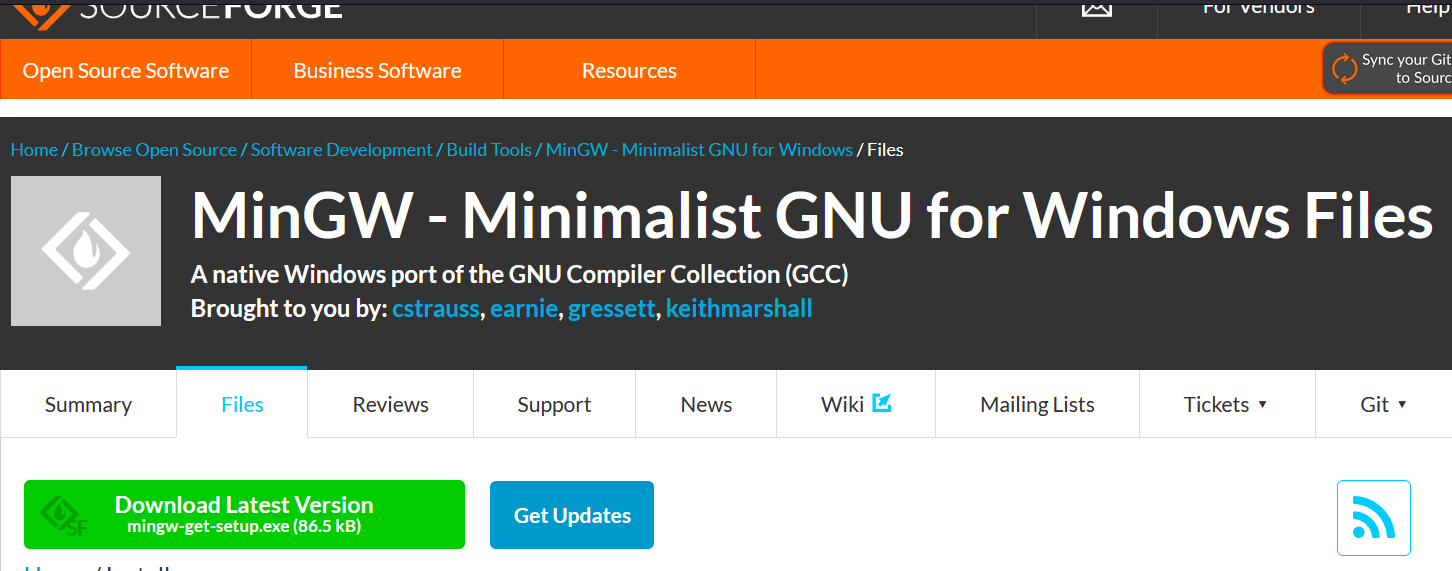 SOURCEFORGE
For Vendors
Help
Open Source Software
Business Software
Resources
Sync your Git
to Sourc
Home / Browse Open Source / Software Development / Build Tools / MinGW - Minimalist GNU for Windows / Files
MinGW - Minimalist GNU for Windows Files
A native Windows port of the GNU Compiler Collection (GCC)
Brought to you by: cstrauss, earnie, gressett, keithmarshall
Summary
Files
Reviews
Support
News
Wiki
Mailing Lists
Tickets
Git
SF
Download Latest Version
mingw-get-setup.exe (86.5 kB)
Get Updates